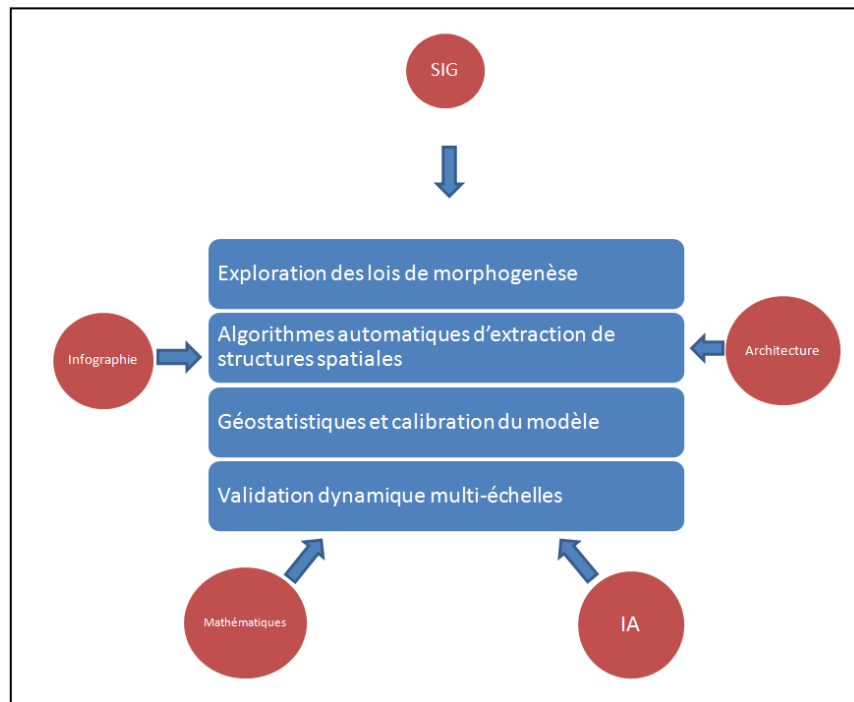 SIG
Exploration des lois de morphogenèse
Algorithmes automatiques d'extraction de
structures spatiales
Infographie
Architecture
Géostatistiques et calibration du modèle
Validation dynamique multi-échelles
Mathématiques
IA